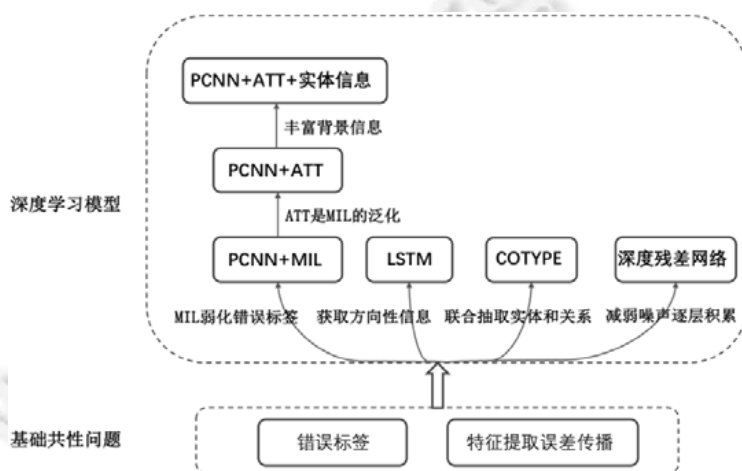 PCNN+ATT+实体信息
丰富背景信息
PCNN+ATT
深度学习模型
ATT是MIL的泛化
PCNN+MIL
LSTM
COTYPE
深度残差网络
MIL弱化错误标签
获取方向性信息
联合抽取实体和关系
减弱噪声逐层积累
基础共性问题
错误标签
特征提取误差传播